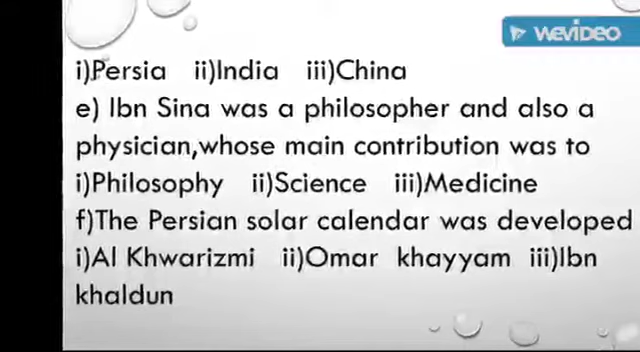 WEVIDEO
i)Persia ii)India iii)China
e) Ibn Sina was a philosopher and also a
physician,whose main contribution was to
i)Philosophy ii)Science iii)Medicine
f)The Persian solar calendar was developed
i)Al Khwarizmi ii)Omar khayyam iii)Ibn
khaldun